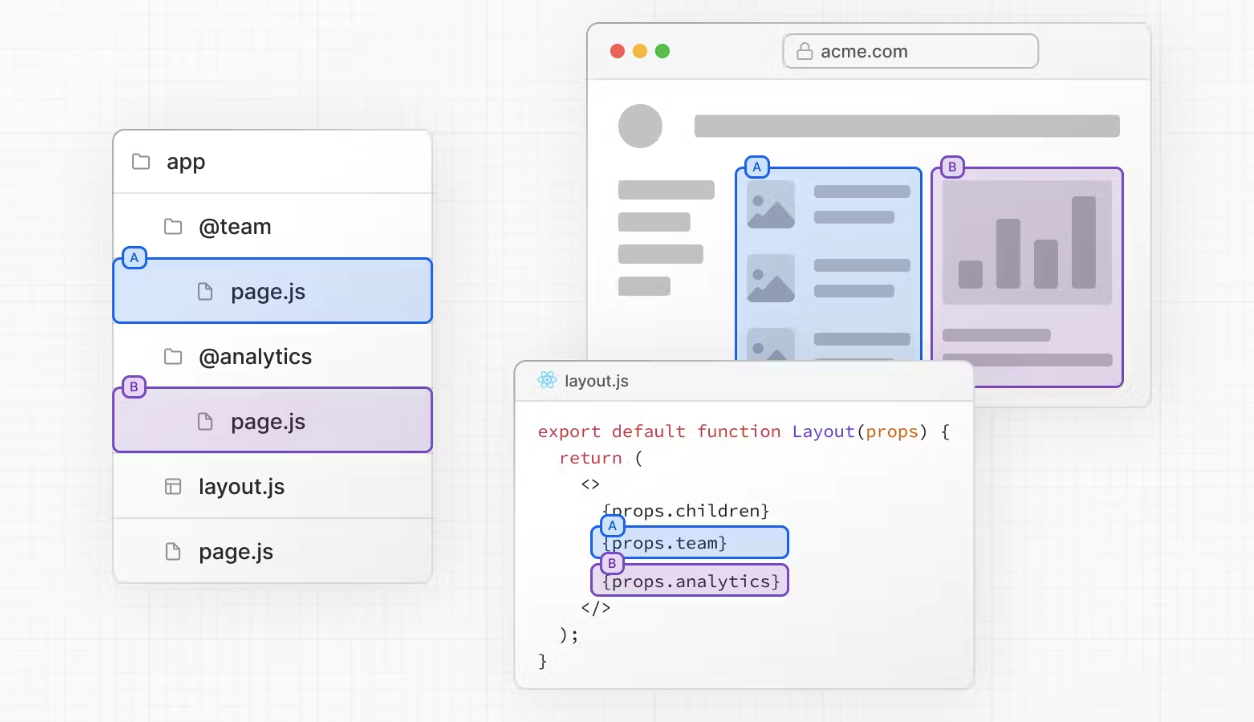 app
@team
A
page.js
@analytics
B
page.js
layout.js
page.js
acme.com
A
B
layout.js
export default function Layout(props) {
return (
<>
{props.children}
A
{props.team}
B
{props.analytics}
</>
);
}